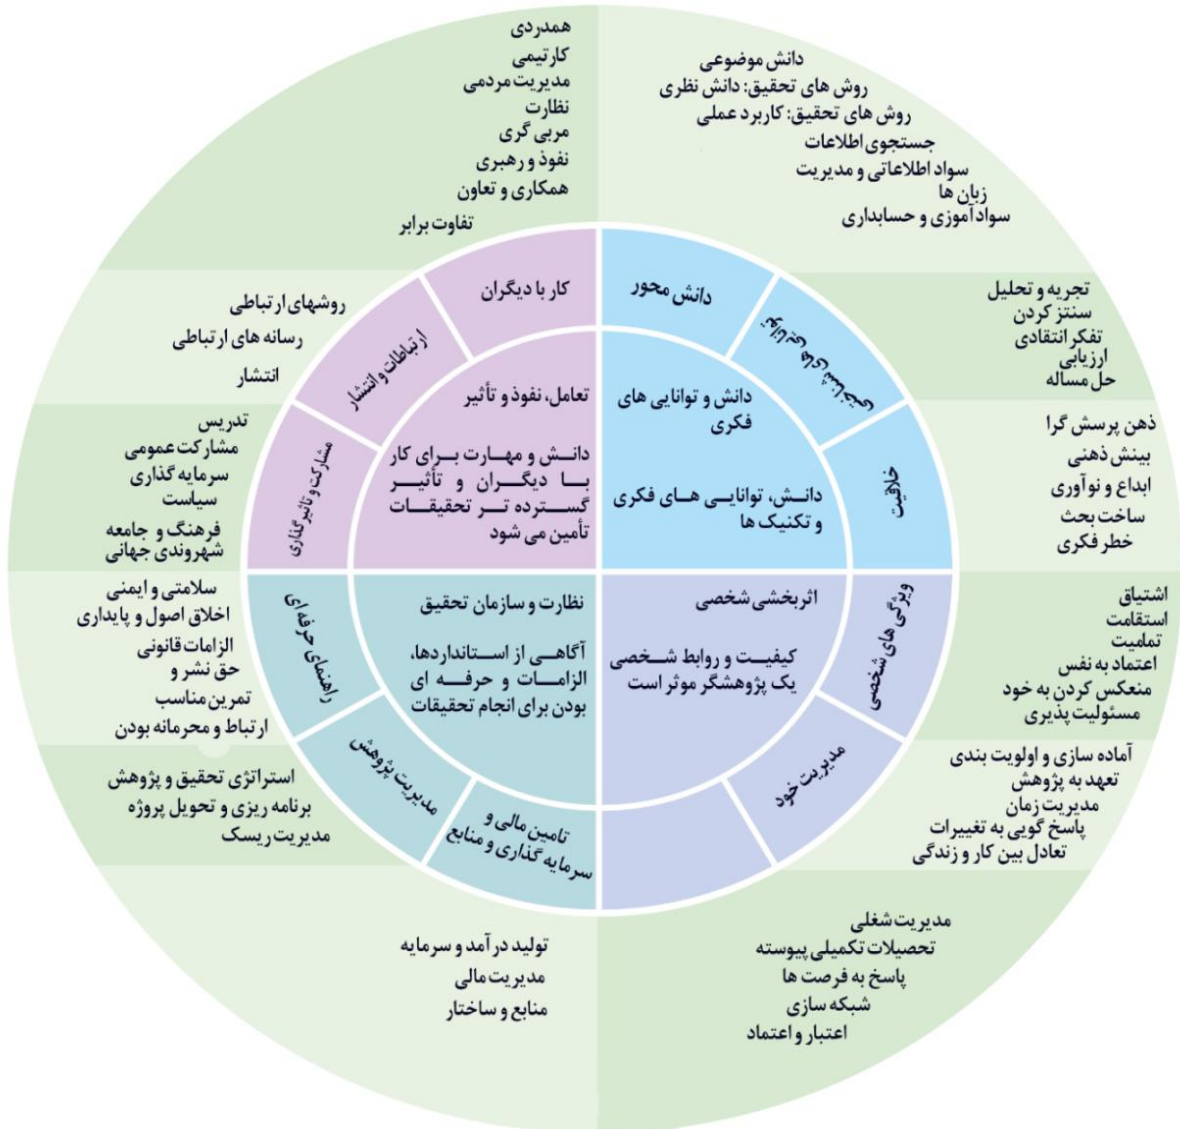 همدردی
کارتیمی
مدیریت مردمی
نظارت
مربی گری
نفوذ و رهبری
همکاری و تعاون
تفاوت برابر
دانش موضوعی
روش های تحقیق: دانش نظری
روش های تحقیق: کاربرد عملی
جستجوی اطلاعات
سواد اطلاعاتی و مدیریت
زبان ها
سوادآموزی و حسابداری
تجریه و تحلیل
سنتز کردن
تفکر انتقادی
ارزیابی
حل مساله
ذهن پرسش گرا
بینش ذهنی
ابداع و نوآوری
ساخت بحث
خطر فکری
اشتیاق
استقامت
تمامیت
اعتماد به نفس
منعکس کردن به خود
مسئولیت پذیری
آماده سازی و اولویت بندی
تعهد به پژوهش
مدیریت زمان
پاسخ گویی به تغییرات
تعادل بین کار و زندگی
مدیریت شغلی
تحصیلات تکمیلی پیوسته
پاسخ به فرصت ها
شبکه سازی
اعتبار و اعتماد
تولید درآمد و سرمایه
مدیریت مالی
منابع و ساختار
استراتژی تحقیق و پژوهش
برنامه ریزی و تحویل پروژه
مدیریت ریسک
سلامتی و ایمنی
اخلاق اصول و پایداری
الزامات قانونی
حق نشر و
تمرین مناسب
ارتباط و محرمانه بودن
تدریس
مشارکت عمومی
سرمایه گذاری
سیاست
فرهنگ و جامعه
شهروندی جهانی
روشهای ارتباطی
رسانه های ارتباطی
انتشار
کار با دیگران
ارتباطات و انتشار
مشارکت و تاثیر گذاری
دانش محور
توانایی های شناختی
خلاقیت
ویژگی های شخصی
مدیریت خود
تامین مالی و
سرمایه گذاری و منابع
مدیریت پژوهش
راهنمای حرفه ای
تعامل، نفوذ و تأثیر
دانش و مهارت برای کار
با دیگران و تأثیر
گسترده تر تحقیقات
تأمین می شود
دانش و توانایی های
فکری
دانش، توانایی های فکری
و تکنیک ها
اثربخشی شخصی
کیفیت و روابط شخصی
یک پژوهشگر موثر است
نظارت و سازمان تحقیق
آگاهی از استانداردها،
الزامات و حرفه ای
بودن برای انجام تحقیقات